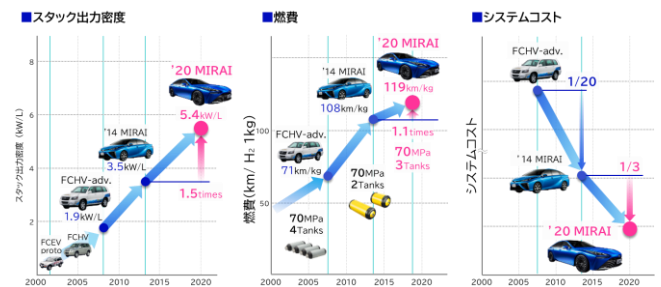 ■スタック出力密度
スタック出力密度 (kW/L)
8
6
4
2
'20 MIRAI
5.4kW/L
'14 MIRAI
3.5kW/L
1.5times
FCHV-adv.
1.9kW/L
FCEV
proto
FCHV
2000
2005
2010
2015
2020
■燃費
燃費(km/ H₂ 1kg)
100
50
'20 MIRAI
119km/kg
'14 MIRAI
108km/kg
1.1times
FCHV-adv.
71km/kg
70MPa
3Tanks
70MPa
2Tanks
70MPa
4Tanks
2000
2005
2010
2015
2020
■システムコスト
システムコスト
FCHV-adv.
1/20
'14 MIRAI
1/3
'20 MIRAI
2000
2005
2010
2015
2020